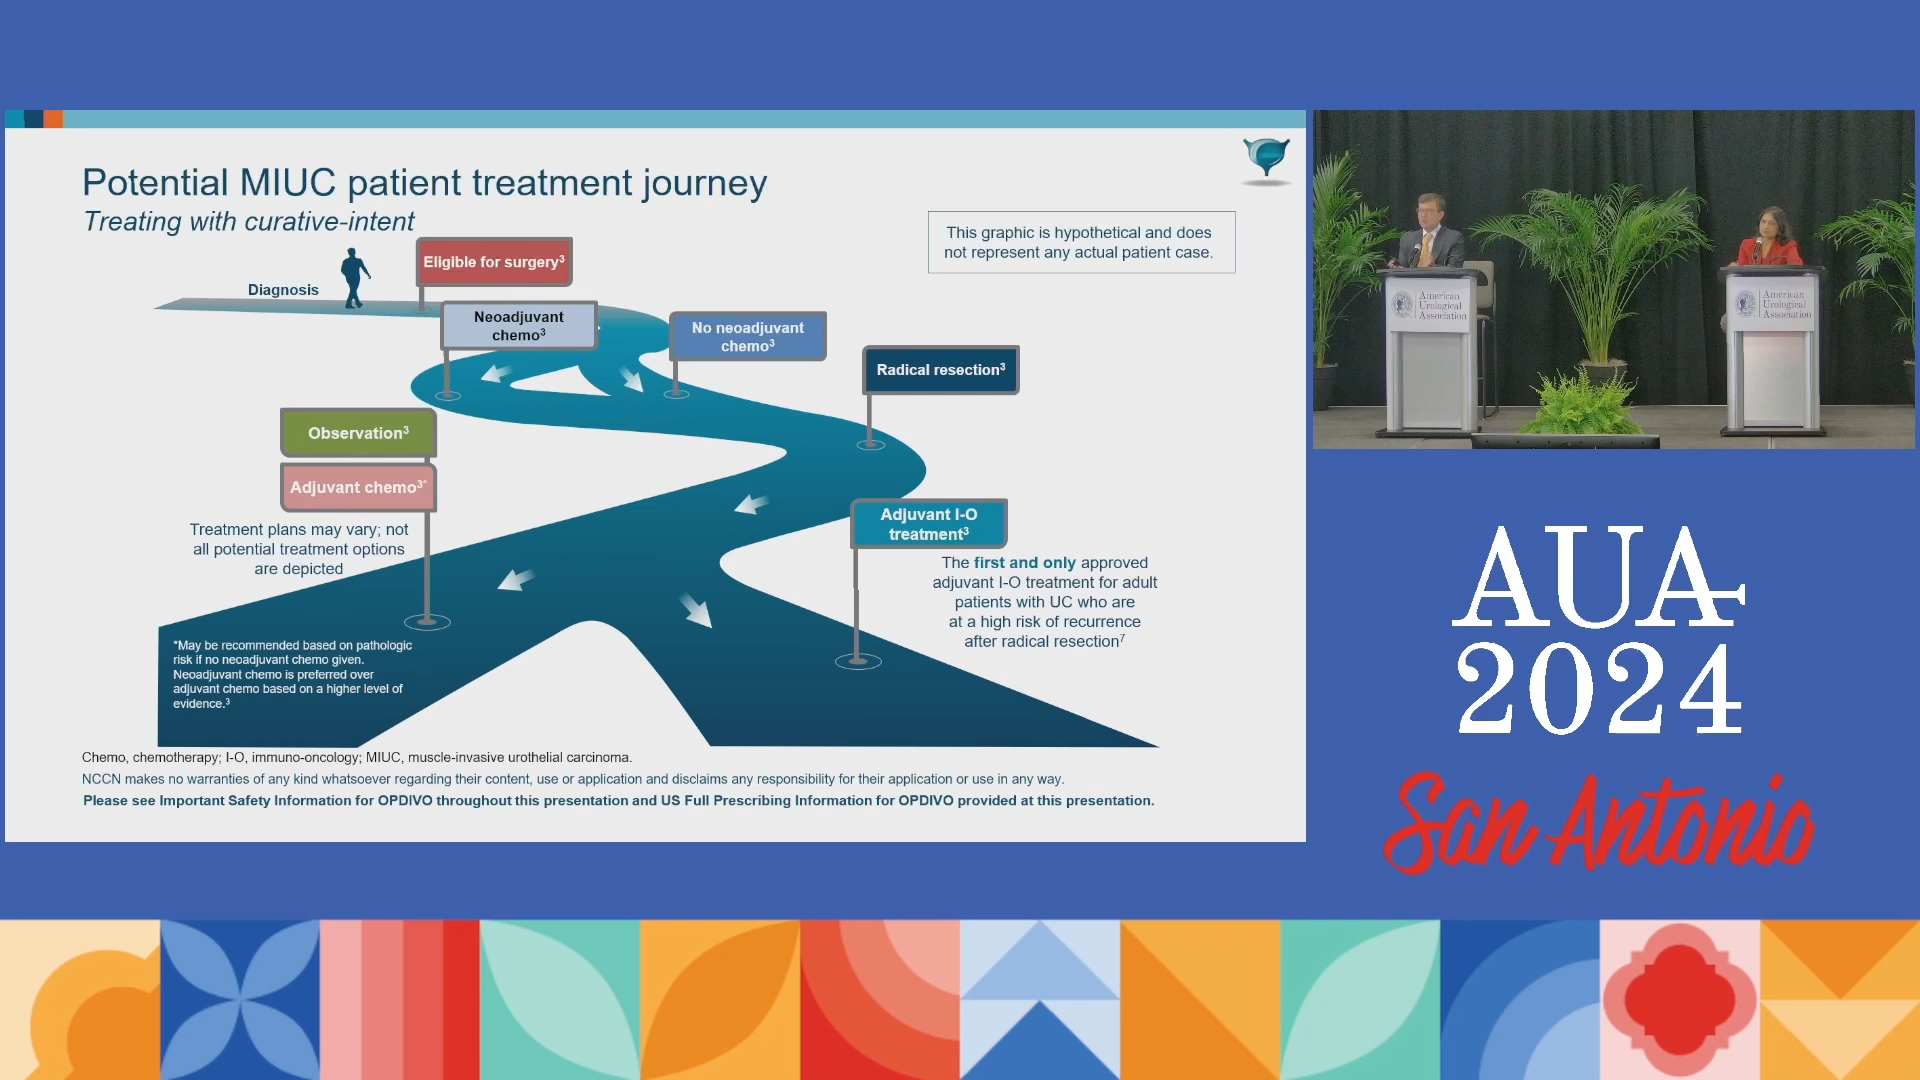 Potential MIUC patient treatment journey
Treating with curative-intent
This graphic is hypothetical and does
not represent any actual patient case.
Diagnosis
Eligible for surgery³
Neoadjuvant
chemo³
No neoadjuvant
chemo³
Radical resection³
Observation³
Adjuvant chemo³*
Treatment plans may vary; not
all potential treatment options
are depicted
Adjuvant I-O
treatment³
The first and only approved
adjuvant I-O treatment for adult
patients with UC who are
at a high risk of recurrence
after radical resection⁷
*May be recommended based on pathologic
risk if no neoadjuvant chemo given.
Neoadjuvant chemo is preferred over
adjuvant chemo based on a higher level of
evidence.³
Chemo, chemotherapy; I-O, immuno-oncology; MIUC, muscle-invasive urothelial carcinoma.
NCCN makes no warranties of any kind whatsoever regarding their content, use or application and disclaims any responsibility for their application or use in any way.
Please see Important Safety Information for OPDIVO throughout this presentation and US Full Prescribing Information for OPDIVO provided at this presentation.
American
Urological
Association
American
Urological
Association
AUA
2024
San Antonio